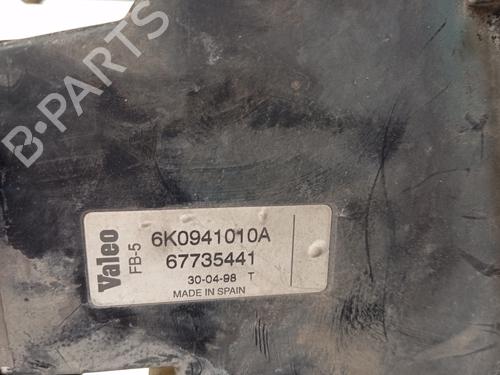 B-PARTS
Valeo
FB-5
6K0941010A
67735441
30-04-98 T
MADE IN SPAIN